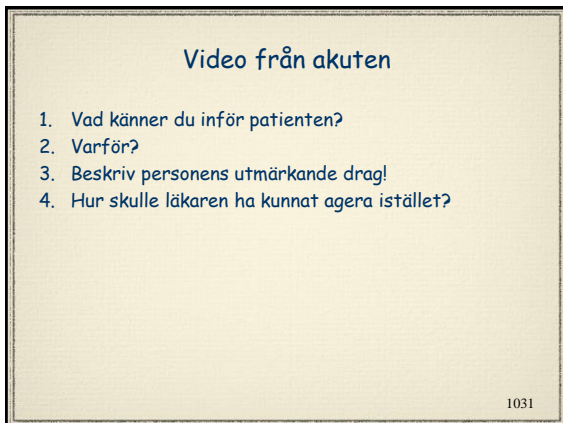 Video från akuten
1. Vad känner du inför patienten?
2. Varför?
3. Beskriv personens utmärkande drag!
4. Hur skulle läkaren ha kunnat agera istället?
1031